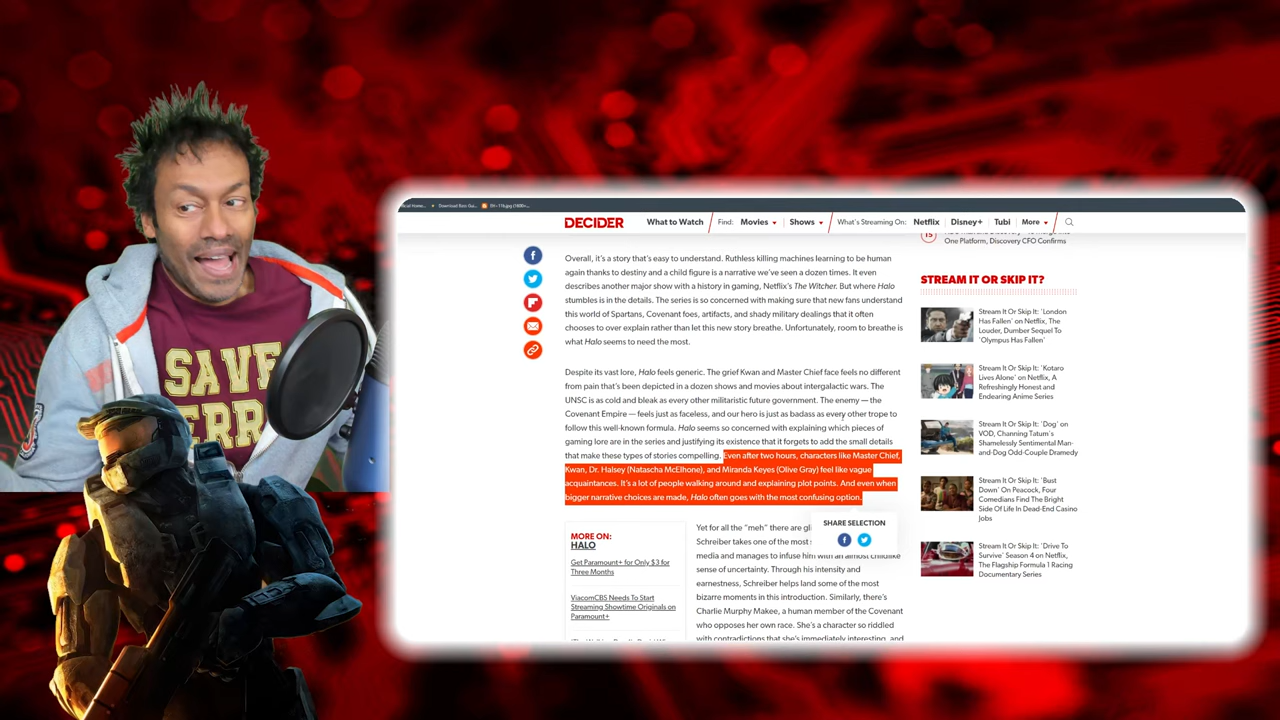 SAVE
FERR
Download Bass Gui...
DECIDER
What to Watch
Find:
Movies
Shows
What's Streaming On:
Netflix
Disney+
Tubi
More
15
One Platform, Discovery CFO Confirms
Overall, it's a story that's easy to understand. Ruthless killing machines learning to be human
again thanks to destiny and a child figure is a narrative we've seen a dozen times. It even
describes another major show with a history in gaming, Netflix's The Witcher. But where Halo
stumbles is in the details. The series is so concerned with making sure that new fans understand
this world of Spartans, Covenant foes, artifacts, and shady military dealings that it often
chooses to over explain rather than let this new story breathe. Unfortunately, room to breathe is
what Halo seems to need the most.
Despite its vast lore, Halo feels generic. The grief Kwan and Master Chief face feels no different
from pain that's been depicted in a dozen shows and movies about intergalactic wars. The
UNSC is as cold and bleak as every other militaristic future government. The enemy — the
Covenant Empire — feels just as faceless, and our hero is just as badass as every other trope to
follow this well-known formula. Halo seems so concerned with explaining which pieces of
gaming lore are in the series and justifying its existence that it forgets to add the small details
that make these types of stories compelling. Even after two hours, characters like Master Chief,
Kwan, Dr. Halsey (Natascha McElhone), and Miranda Keyes (Olive Gray) feel like vague
acquaintances. It's a lot of people walking around and explaining plot points. And even when
bigger narrative choices are made, Halo often goes with the most confusing option.
SHARE SELECTION
MORE ON:
HALO
Get Paramount+ for Only $3 for
Three Months
ViacomCBS Needs To Start
Streaming Showtime Originals on
Paramount+
Yet for all the "meh" there are gl
Schreiber takes one of the most
media and manages to infuse him with an almost childlike
sense of uncertainty. Through his intensity and
earnestness, Schreiber helps land some of the most
bizarre moments in this introduction. Similarly, there's
Charlie Murphy Makee, a human member of the Covenant
who opposes her own race. She's a character so riddled
with contradictions that she's immediately interesting, and
STREAM IT OR SKIP IT?
Stream It Or Skip It: 'London
Has Fallen' on Netflix, The
Louder, Dumber Sequel To
'Olympus Has Fallen'
Stream It Or Skip It: 'Kotaro
Lives Alone' on Netflix, A
Refreshingly Honest and
Endearing Anime Series
Stream It Or Skip It: 'Dog' on
VOD, Channing Tatum's
Shamelessly Sentimental Man-
and-Dog Odd-Couple Dramedy
Stream It Or Skip It: 'Bust
Down' On Peacock, Four
Comedians Find The Bright
Side Of Life In Dead-End Casino
Jobs
Stream It Or Skip It: 'Drive To
Survive' Season 4 on Netflix,
The Flagship Formula 1 Racing
Documentary Series